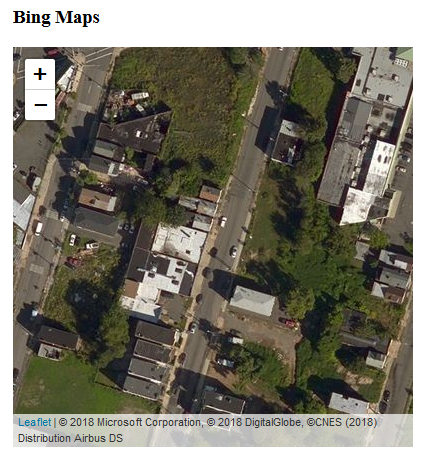 Bing Maps
+
−
Leaflet | © 2018 Microsoft Corporation, © 2018 DigitalGlobe, ©CNES (2018)
Distribution Airbus DS